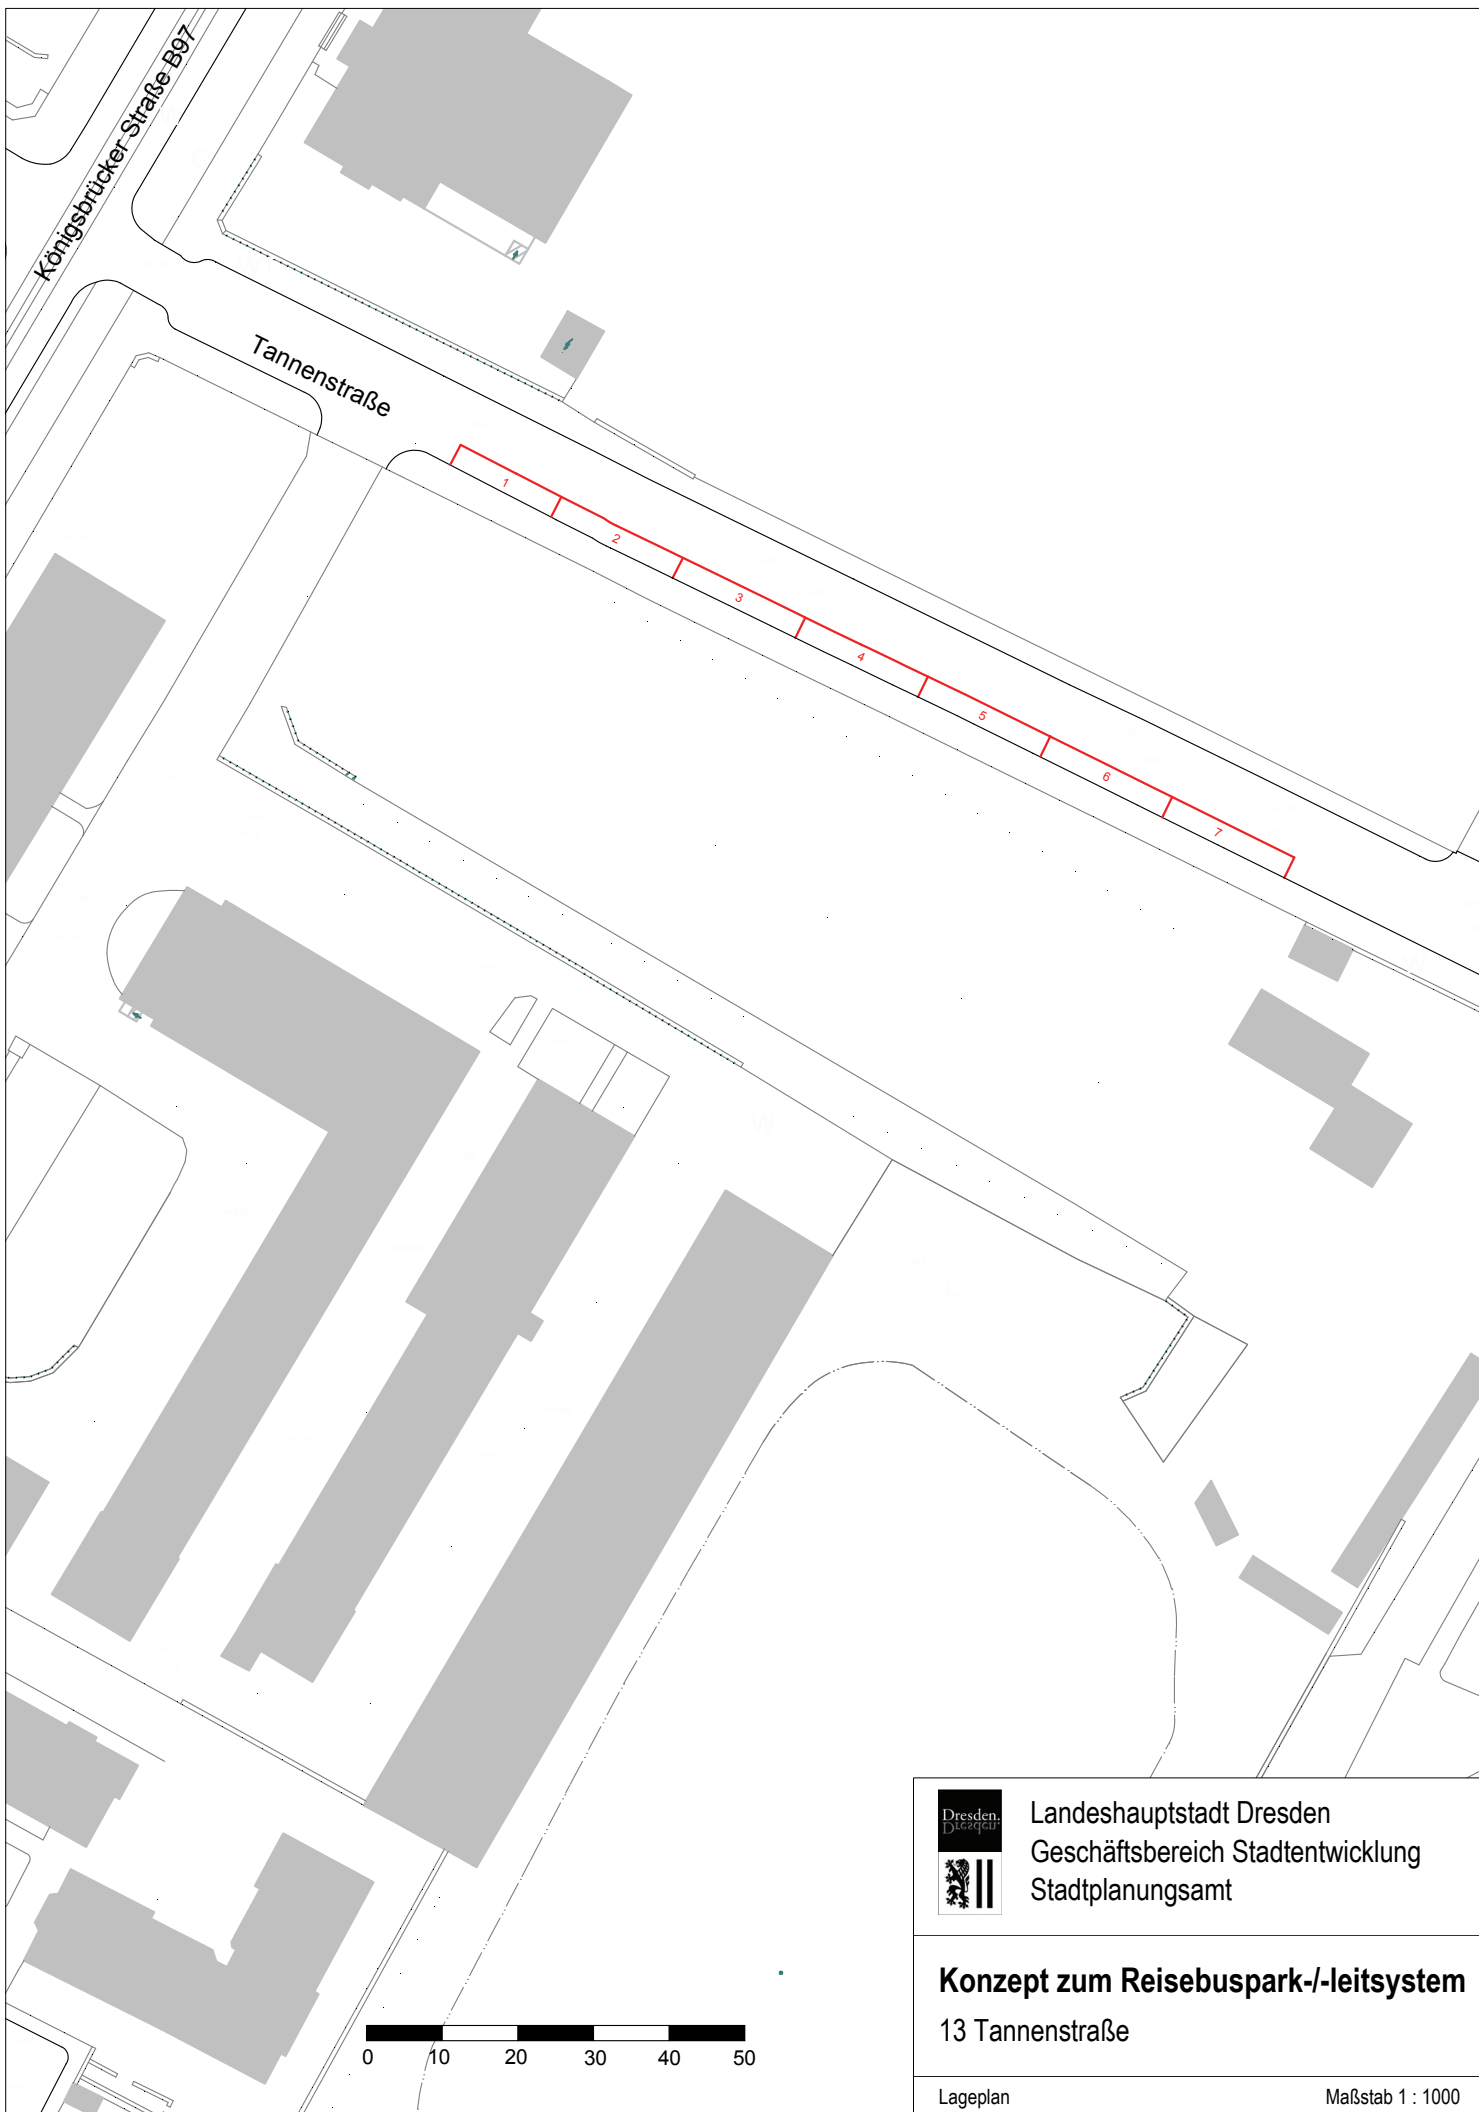 Königsbrücker Straße B97
Tannenstraße
1
2
3
4
5
6
7
0 10 20 30 40 50
Dresden.
Dresden.
Landeshauptstadt Dresden
Geschäftsbereich Stadtentwicklung
Stadtplanungsamt
Konzept zum Reisebuspark-/-leitsystem
13 Tannenstraße
Lageplan Maßstab 1 : 1000